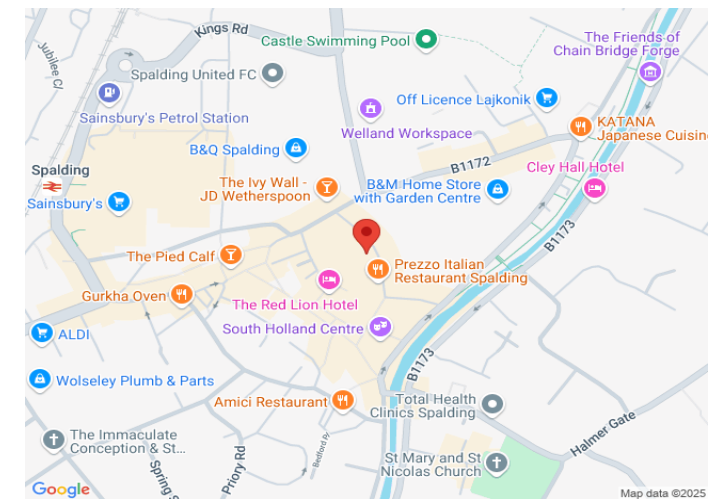 Kings Rd
Jubilee Cl
Castle Swimming Pool
The Friends of
Chain Bridge Forge
Spalding United FC
Sainsbury's Petrol Station
Off Licence Lajkonik
Welland Workspace
KATANA
Japanese Cuisin
B&Q Spalding
B1172
Spalding
Cley Hall Hotel
The Ivy Wall -
JD Wetherspoon
B&M Home Store
with Garden Centre
Sainsbury's
B1173
The Pied Calf
Prezzo Italian
Restaurant Spalding
Gurkha Oven
The Red Lion Hotel
South Holland Centre
ALDI
B1173
Wolseley Plumb & Parts
Amici Restaurant
Total Health
Clinics Spalding
Halmer Gate
The Immaculate
Conception & St...
Bedford Pl
Priory Rd
Spring S
St Mary and St
Nicolas Church
Google
Map data ©2025